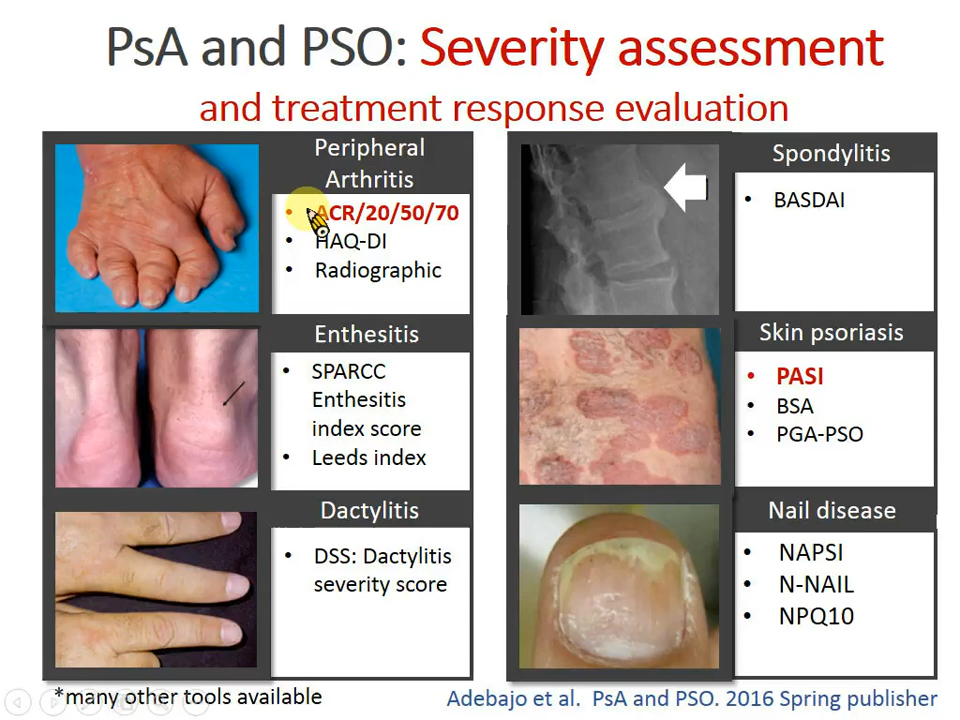 PsA and PSO: Severity assessment
and treatment response evaluation
Peripheral
Arthritis
• ACR/20/50/70
• HAQ-DI
• Radiographic
Enthesitis
• SPARCC
Enthesitis
index score
• Leeds index
Dactylitis
• DSS: Dactylitis
severity score
Spondylitis
• BASDAI
Skin psoriasis
• PASI
• BSA
• PGA-PSO
Nail disease
• NAPSI
• N-NAIL
• NPQ10
*many other tools available
Adebajo et al. PsA and PSO. 2016 Spring publisher